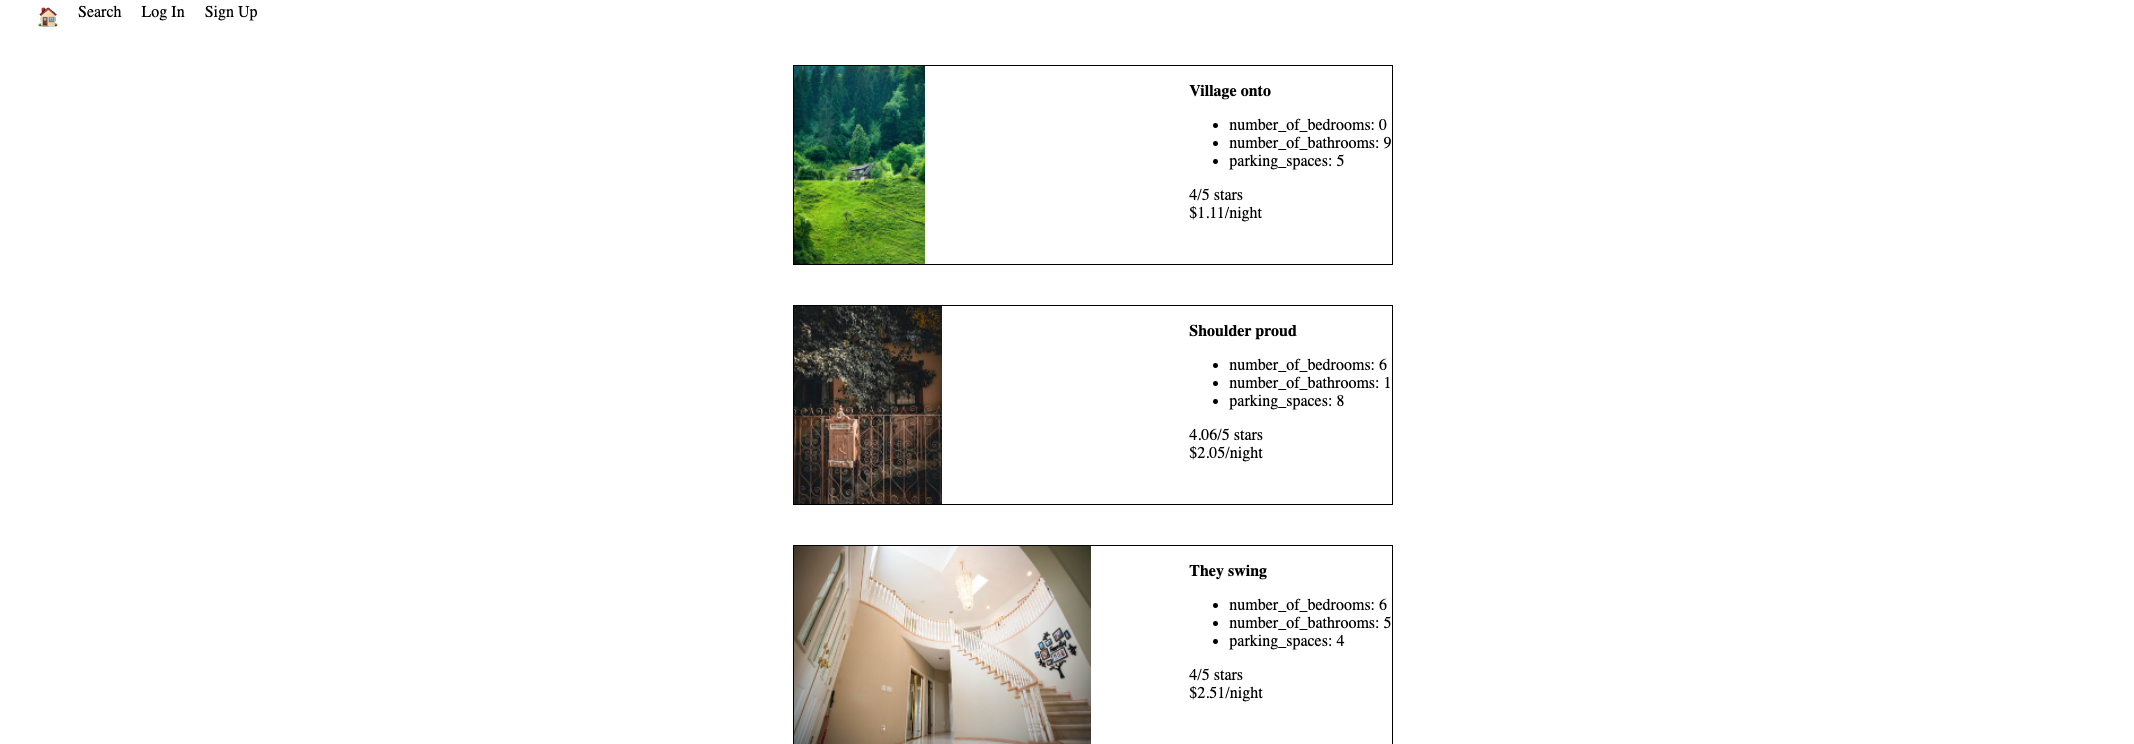 Search Log In Sign Up
Village onto
number_of_bedrooms: 0
number_of_bathrooms: 9
parking_spaces: 5
4/5 stars
$1.11/night
Shoulder proud
number_of_bedrooms: 6
number_of_bathrooms: 1
parking_spaces: 8
4.06/5 stars
$2.05/night
They swing
number_of_bedrooms: 6
number_of_bathrooms: 5
parking_spaces: 4
4/5 stars
$2.51/night